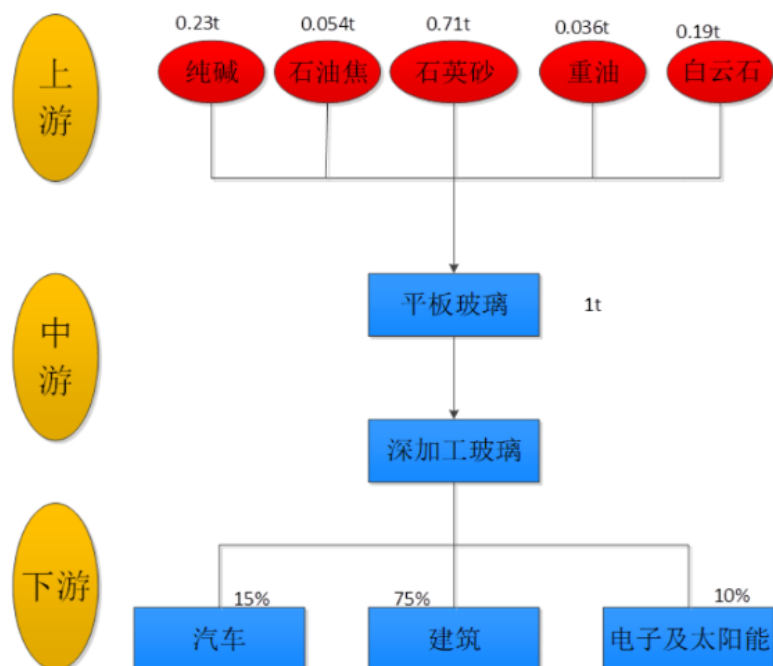 上游
0.23t 0.054t 0.71t 0.036t 0.19t
纯碱 石油焦 石英砂 重油 白云石
中游
平板玻璃 1t
深加工玻璃
下游
15% 75% 10%
汽车 建筑 电子及太阳能